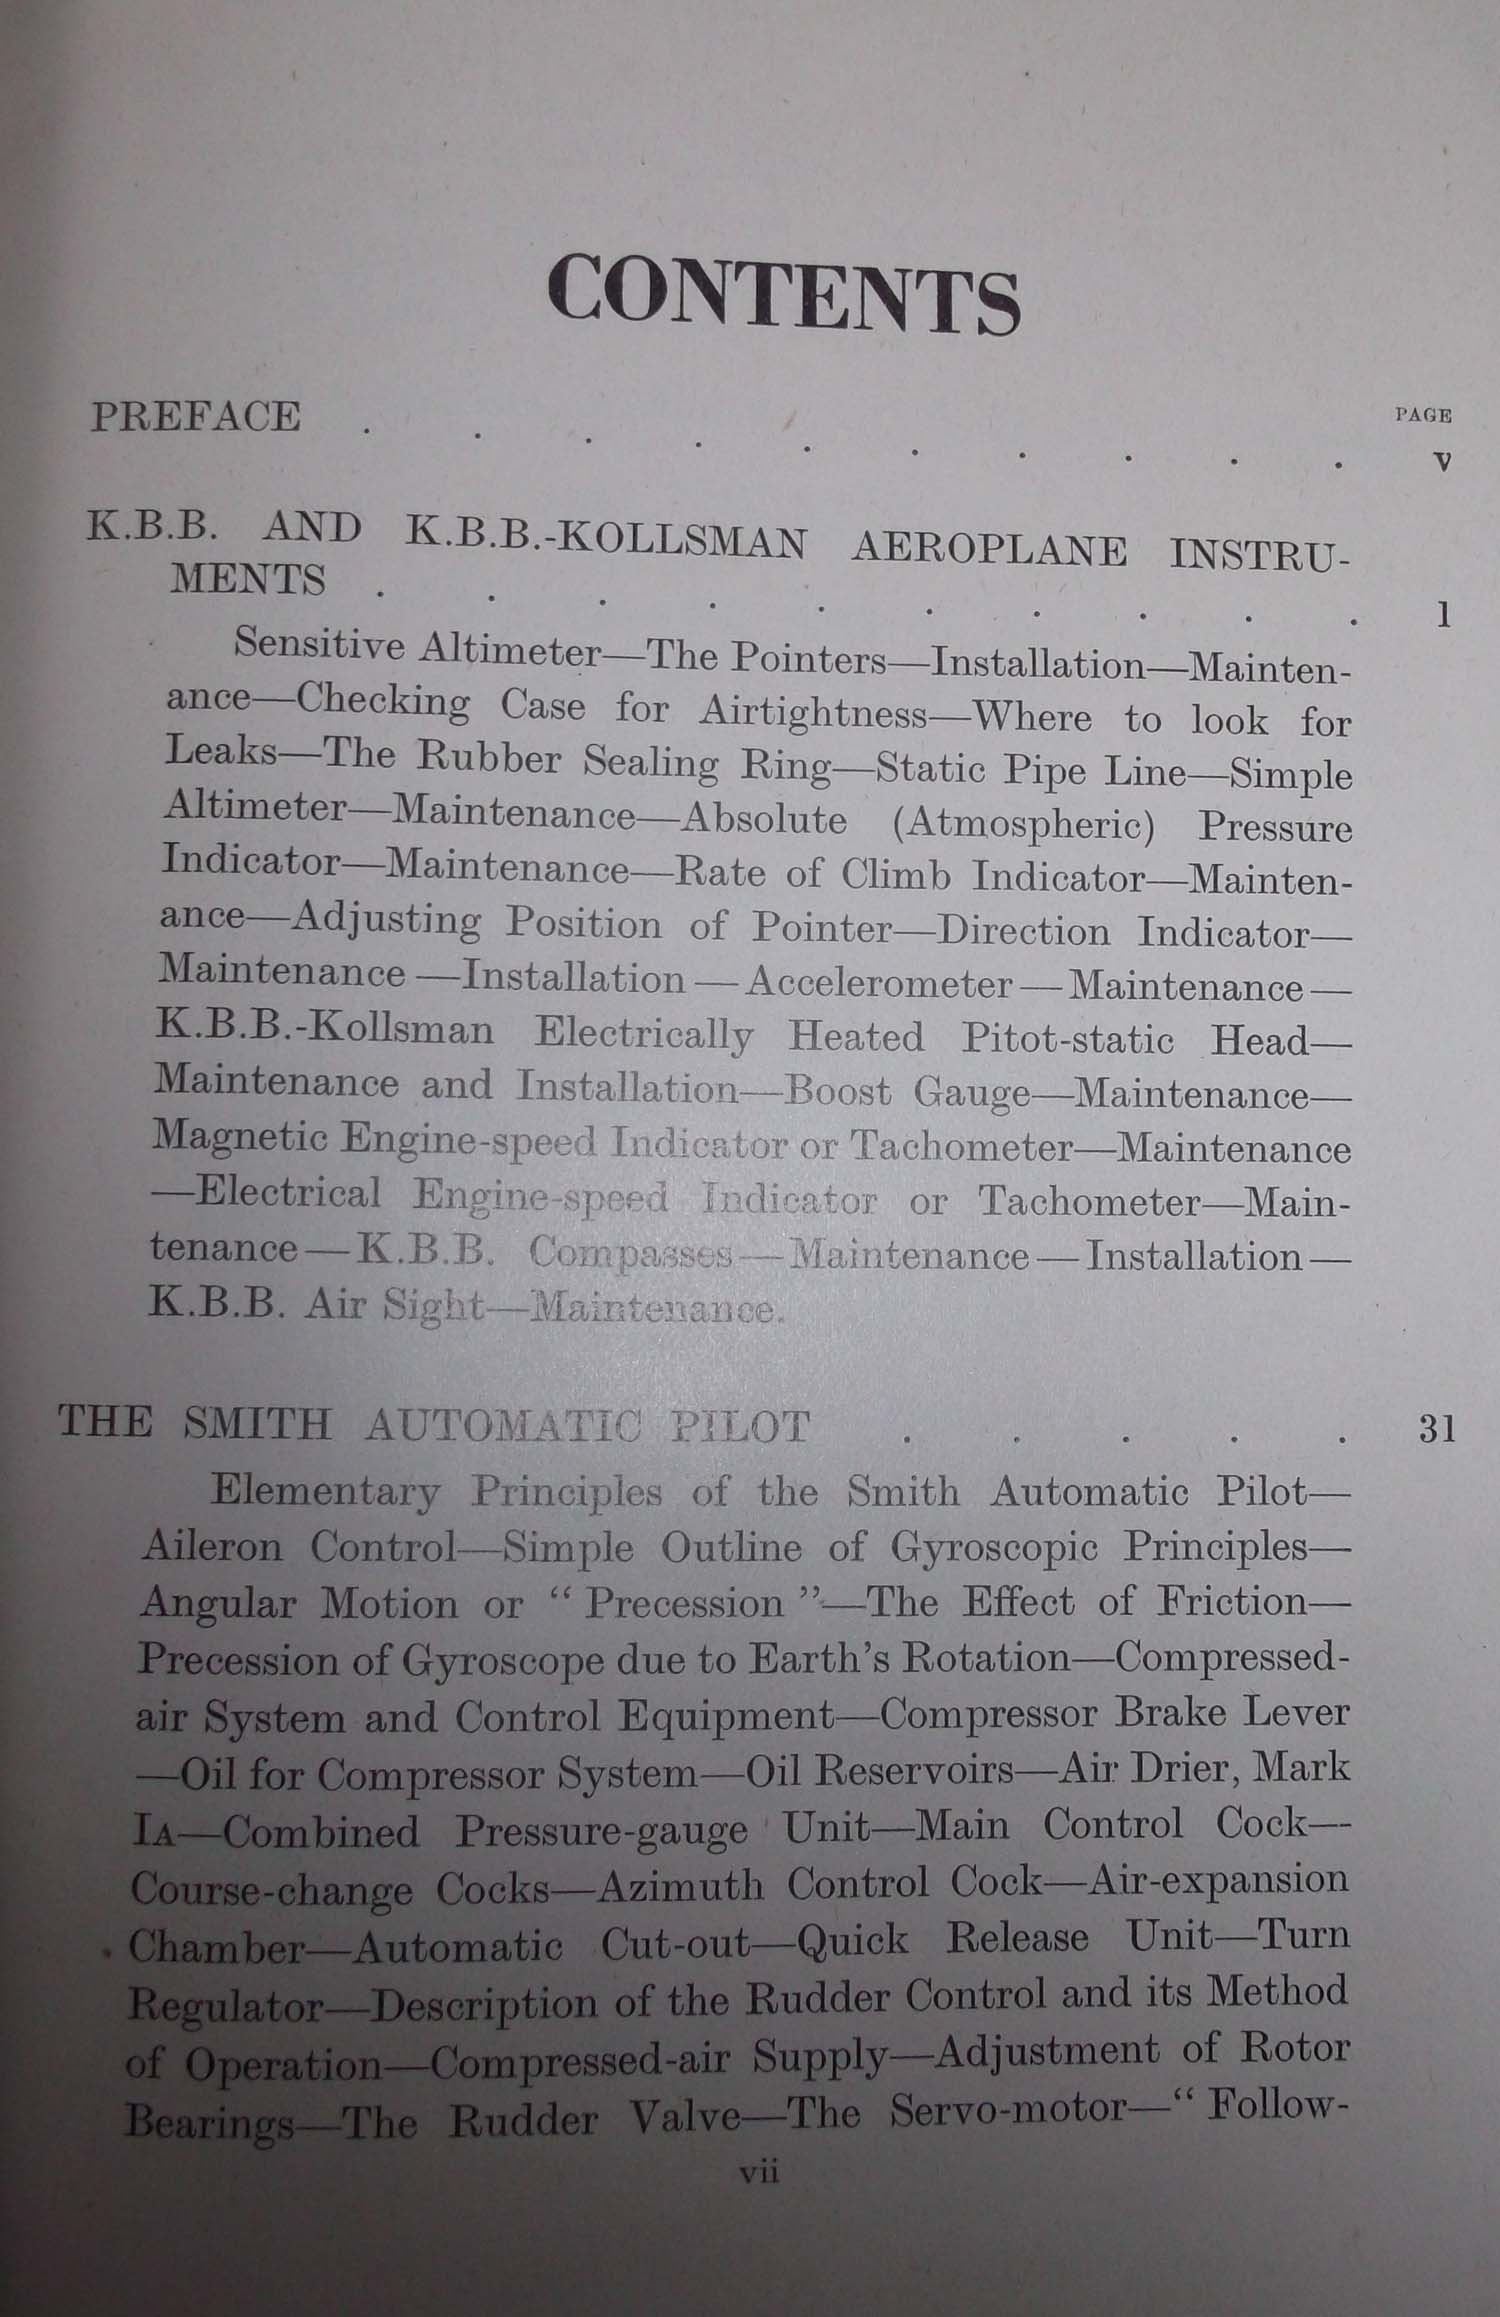 CONTENTS
PAGE
PREFACE . . . . . . . . . . v
K.B.B. AND K.B.B.-KOLLSMAN AEROPLANE INSTRU-
MENTS . . . . . . . . . . 1
Sensitive Altimeter—The Pointers—Installation—Mainten-
ance—Checking Case for Airtightness—Where to look for
Leaks—The Rubber Sealing Ring—Static Pipe Line—Simple
Altimeter—Maintenance—Absolute (Atmospheric) Pressure
Indicator—Maintenance—Rate of Climb Indicator—Mainten-
ance—Adjusting Position of Pointer—Direction Indicator—
Maintenance—Installation—Accelerometer—Maintenance—
K.B.B.-Kollsman Electrically Heated Pitot-static Head—
Maintenance and Installation—Boost Gauge—Maintenance—
Magnetic Engine-speed Indicator or Tachometer—Maintenance
—Electrical Engine-speed Indicator or Tachometer—Main-
tenance—K.B.B. Compasses—Maintenance—Installation—
K.B.B. Air Sight—Maintenance.
THE SMITH AUTOMATIC PILOT . . . . . 31
Elementary Principles of the Smith Automatic Pilot—
Aileron Control—Simple Outline of Gyroscopic Principles—
Angular Motion or “ Precession ”—The Effect of Friction—
Precession of Gyroscope due to Earth’s Rotation—Compressed-
air System and Control Equipment—Compressor Brake Lever
—Oil for Compressor System—Oil Reservoirs—Air Drier, Mark
IA—Combined Pressure-gauge Unit—Main Control Cock—
Course-change Cocks—Azimuth Control Cock—Air-expansion
Chamber—Automatic Cut-out—Quick Release Unit—Turn
Regulator—Description of the Rudder Control and its Method
of Operation—Compressed-air Supply—Adjustment of Rotor
Bearings—The Rudder Valve—The Servo-motor—“ Follow-
vii